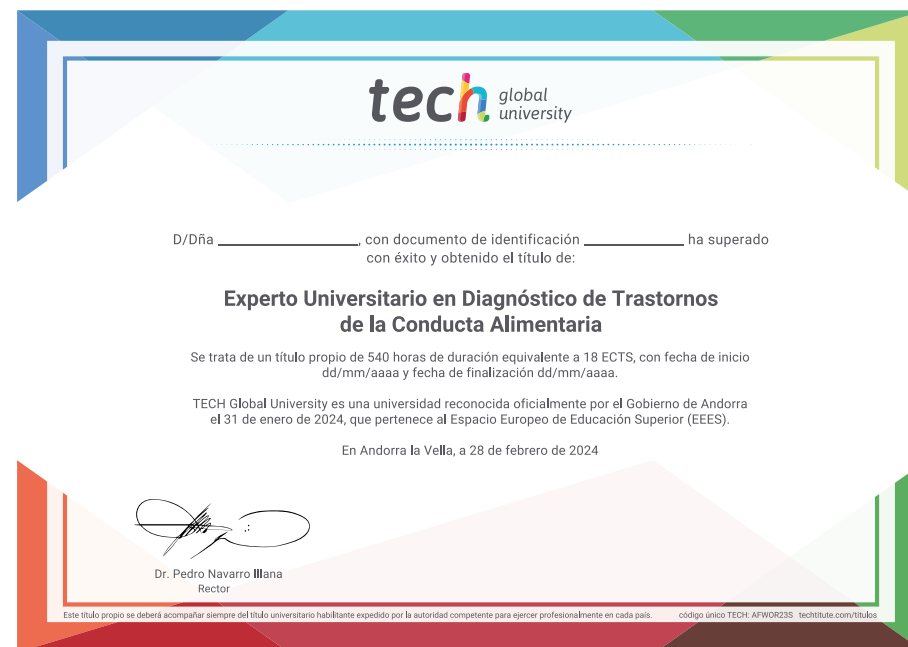 tech global university
D/Dña ____________________, con documento de identificación ______________ ha superado
con éxito y obtenido el título de:
Experto Universitario en Diagnóstico de Trastornos
de la Conducta Alimentaria
Se trata de un título propio de 540 horas de duración equivalente a 18 ECTS, con fecha de inicio
dd/mm/aaaa y fecha de finalización dd/mm/aaaa.
TECH Global University es una universidad reconocida oficialmente por el Gobierno de Andorra
el 31 de enero de 2024, que pertenece al Espacio Europeo de Educación Superior (EEES).
En Andorra la Vella, a 28 de febrero de 2024
Dr. Pedro Navarro Illana
Rector
Este título propio se deberá acompañar siempre del título universitario habilitante expedido por la autoridad competente para ejercer profesionalmente en cada país. código único TECH: AFWOR23S techtitute.com/titulos